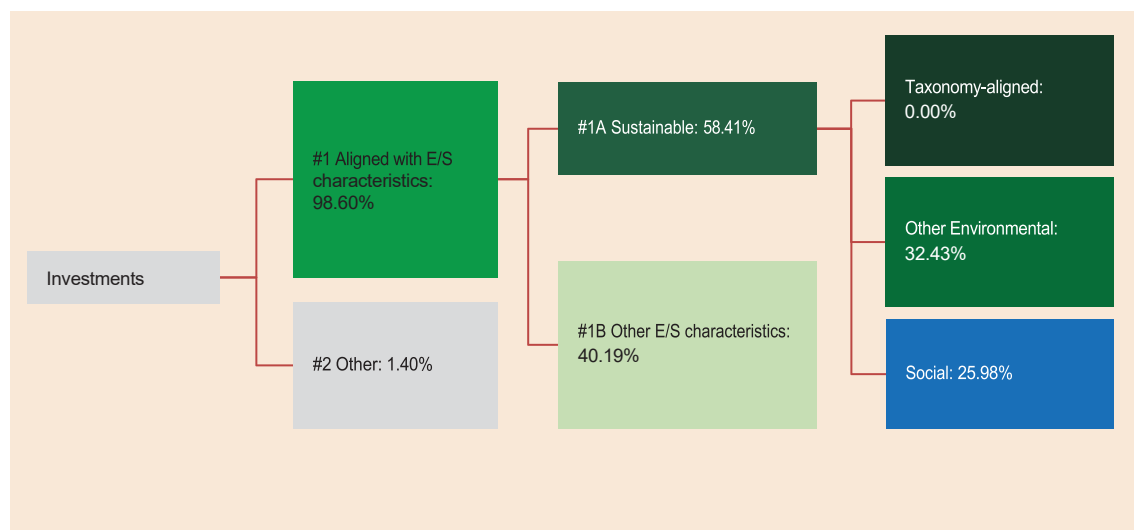 Investments
#1 Aligned with E/S
characteristics:
98.60%
#2 Other: 1.40%
#1A Sustainable: 58.41%
#1B Other E/S characteristics:
40.19%
Taxonomy-aligned:
0.00%
Other Environmental:
32.43%
Social: 25.98%